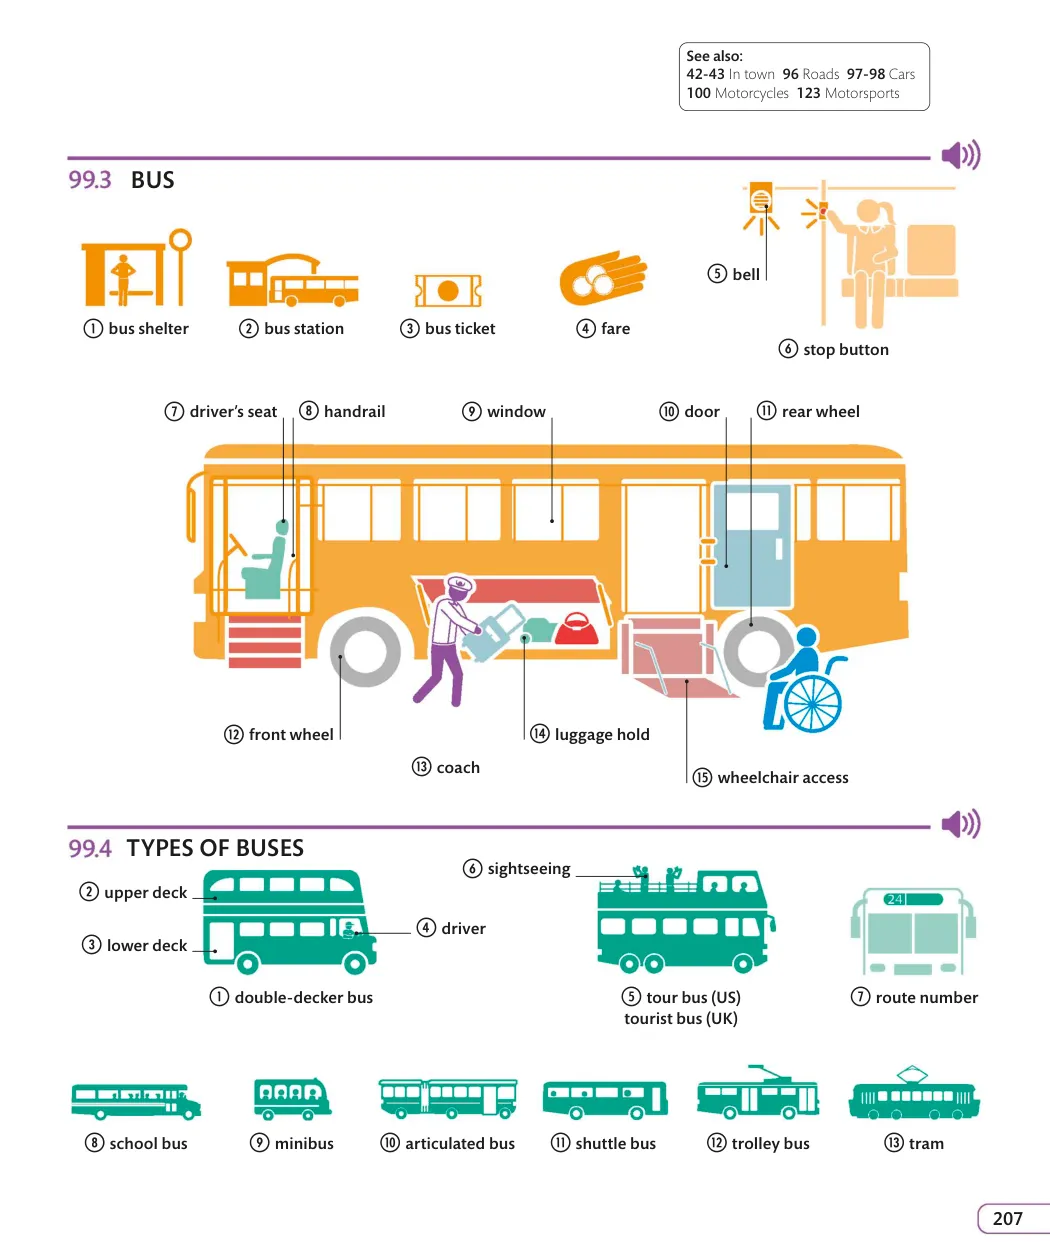 See also:
42-43 In town 96 Roads 97-98 Cars
100 Motorcycles 123 Motorsports
99.3 BUS
1 bus shelter
2 bus station
3 bus ticket
4 fare
5 bell
6 stop button
7 driver’s seat
8 handrail
9 window
10 door
11 rear wheel
12 front wheel
13 coach
14 luggage hold
15 wheelchair access
99.4 TYPES OF BUSES
2 upper deck
3 lower deck
4 driver
1 double-decker bus
6 sightseeing
5 tour bus (US)
tourist bus (UK)
24
7 route number
8 school bus
9 minibus
10 articulated bus
11 shuttle bus
12 trolley bus
13 tram
207